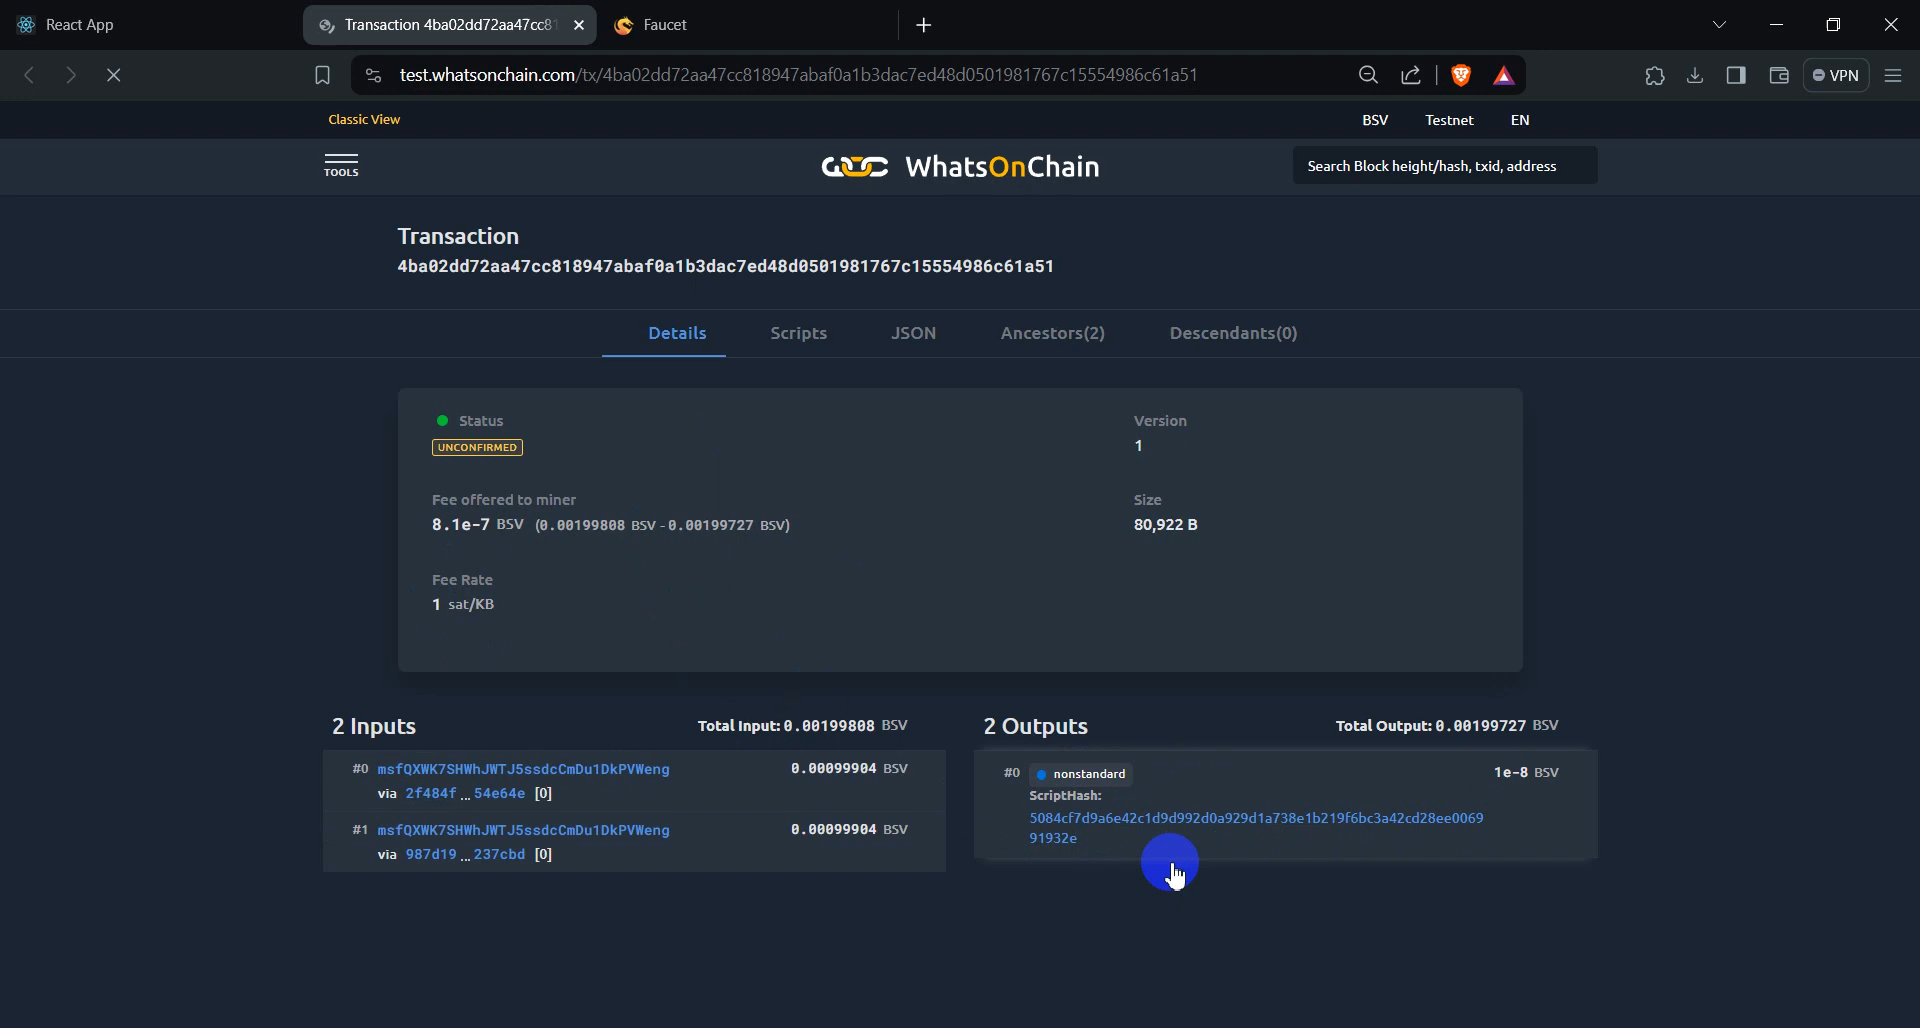 React App
Transaction 4ba02dd72aa47cc81
Faucet
test.whatsonchain.com/tx/4ba02dd72aa47cc818947abaf0a1b3dac7ed48d0501981767c15554986c61a51
VPN
Classic View
BSV
Testnet
EN
TOOLS
WhatsOnChain
Search Block height/hash, txid, address
Transaction
4ba02dd72aa47cc818947abaf0a1b3dac7ed48d0501981767c15554986c61a51
Details
Scripts
JSON
Ancestors(2)
Descendants(0)
Status
UNCONFIRMED
Version
1
Fee offered to miner
8.1e-7 BSV (0.00199808 BSV - 0.00199727 BSV)
Size
80,922 B
Fee Rate
1 sat/KB
2 Inputs
Total Input: 0.00199808 BSV
#0 msfQXWK7SHWhJWTJ5ssdcCmDu1DkPVWeng 0.00099904 BSV
via 2f484f ... 54e64e [0]
#1 msfQXWK7SHWhJWTJ5ssdcCmDu1DkPVWeng 0.00099904 BSV
via 987d19 ... 237cbd [0]
2 Outputs
Total Output: 0.00199727 BSV
#0 nonstandard 1e-8 BSV
ScriptHash:
5084cf7d9a6e42c1d9d992d0a929d1a738e1b219f6bc3a42cd28ee0069
91932e